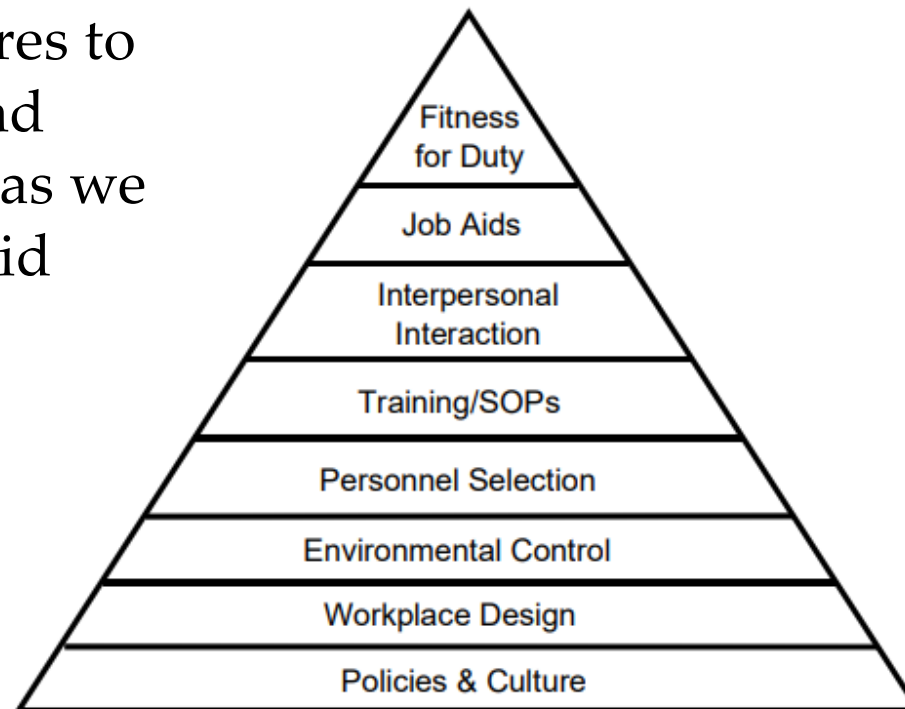 res to
nd
as we
id
Fitness
for Duty
Job Aids
Interpersonal
Interaction
Training/SOPs
Personnel Selection
Environmental Control
Workplace Design
Policies & Culture